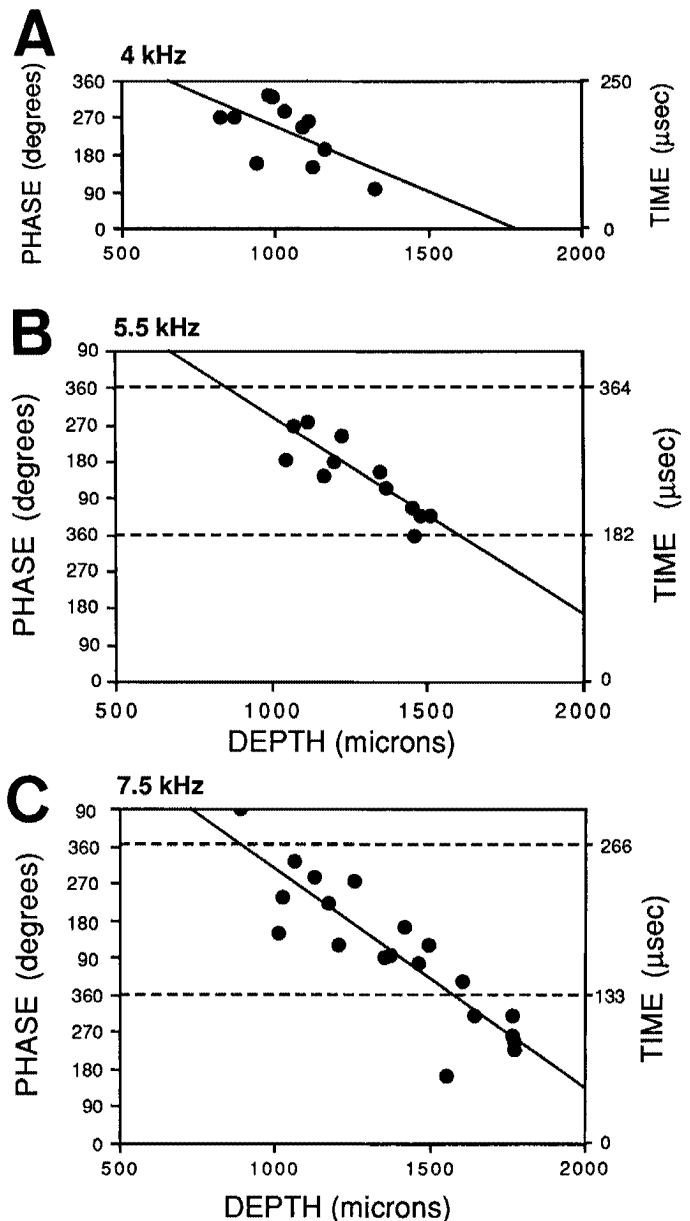 A
4 kHz
PHASE (degrees)
360
270
180
90
0
250
0
TIME (μsec)
500 1000 1500 2000
B
5.5 kHz
PHASE (degrees)
90
360
270
180
90
360
270
180
90
0
364
182
0
TIME (μsec)
500 1000 1500 2000
DEPTH (microns)
C
7.5 kHz
PHASE (degrees)
90
360
270
180
90
360
270
180
90
0
266
133
0
TIME (μsec)
500 1000 1500 2000
DEPTH (microns)